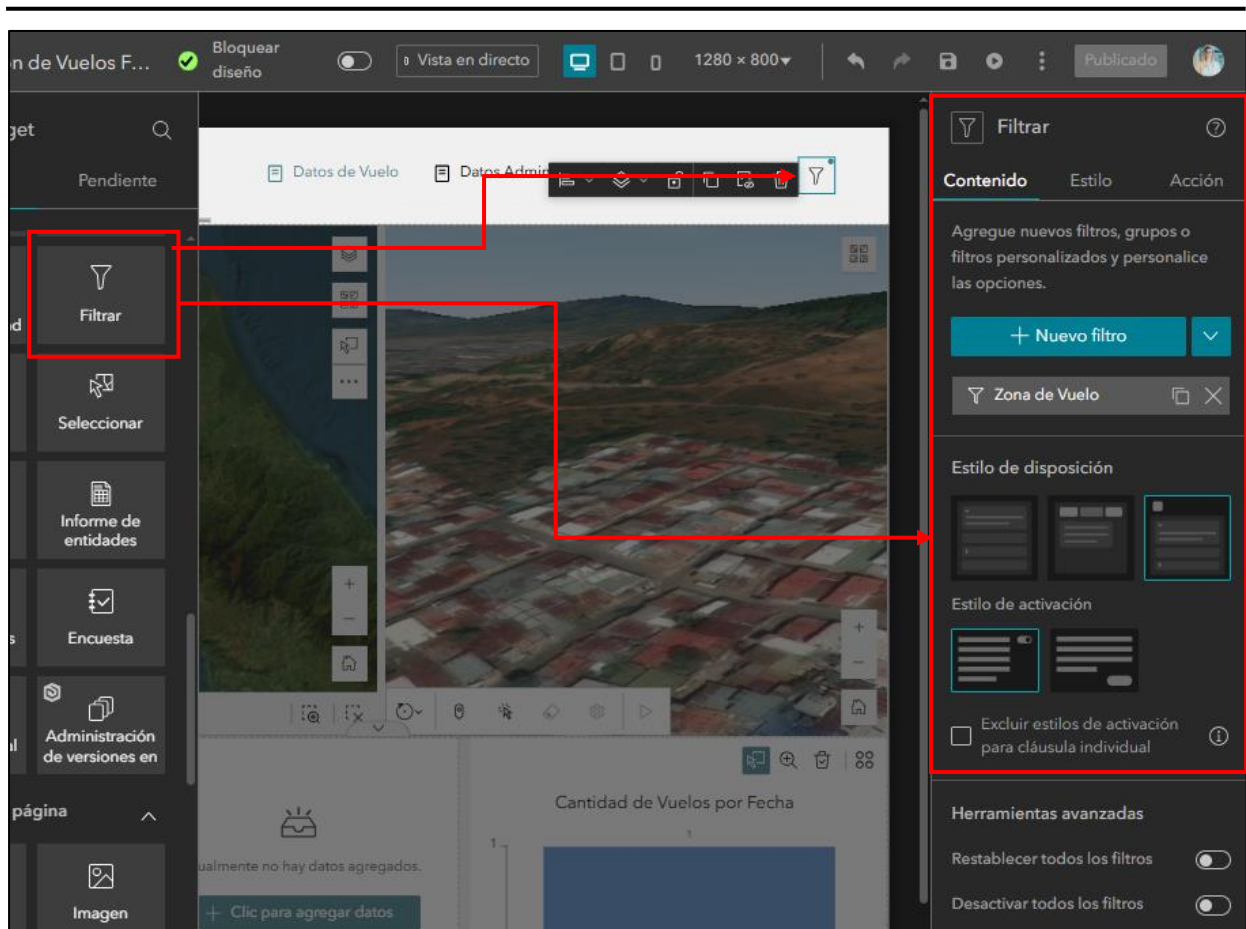 n de Vuelos F...
Bloquear
diseño
Vista en directo
1280 × 800
Publicado
get
Pendiente
Filtrar
d
Seleccionar
Informe de
entidades
Encuesta
s
Administración
de versiones en
al
página
Imagen
Datos de Vuelo
Datos Admin
ualmente no hay datos agregados.
+ Clic para agregar datos
Cantidad de Vuelos por Fecha
1
1
Filtrar
Contenido
Estilo
Acción
Agregue nuevos filtros, grupos o
filtros personalizados y personalice
las opciones.
+ Nuevo filtro
Zona de Vuelo
Estilo de disposición
Estilo de activación
Excluir estilos de activación
para cláusula individual
Herramientas avanzadas
Restablecer todos los filtros
Desactivar todos los filtros